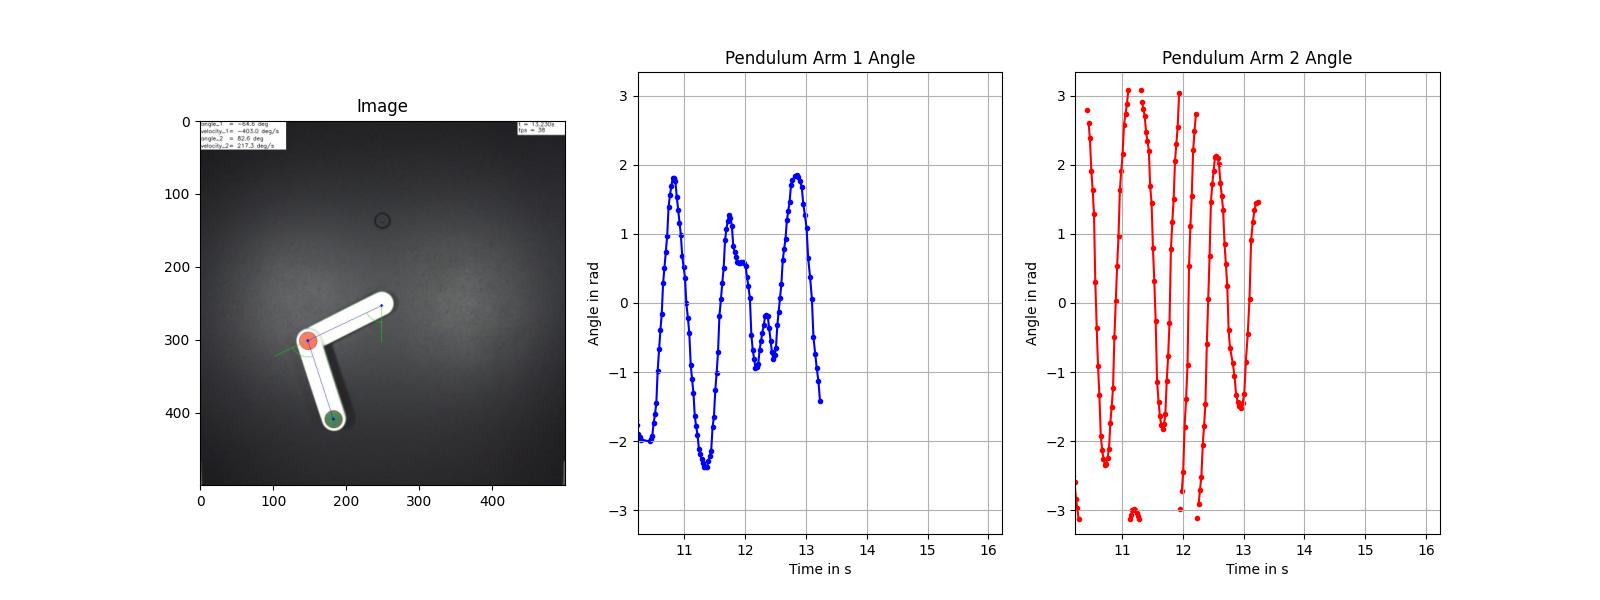 Image
angle_1 = -64.6 deg
velocity_1= -403.0 deg/s
angle_2 = 82.6 deg
velocity_2= 217.3 deg/s
t = 13.230s
fps = 38
0
100
200
300
400
0 100 200 300 400
Pendulum Arm 1 Angle
Angle in rad
3
2
1
0
−1
−2
−3
11 12 13 14 15 16
Time in s
Pendulum Arm 2 Angle
Angle in rad
3
2
1
0
−1
−2
−3
11 12 13 14 15 16
Time in s